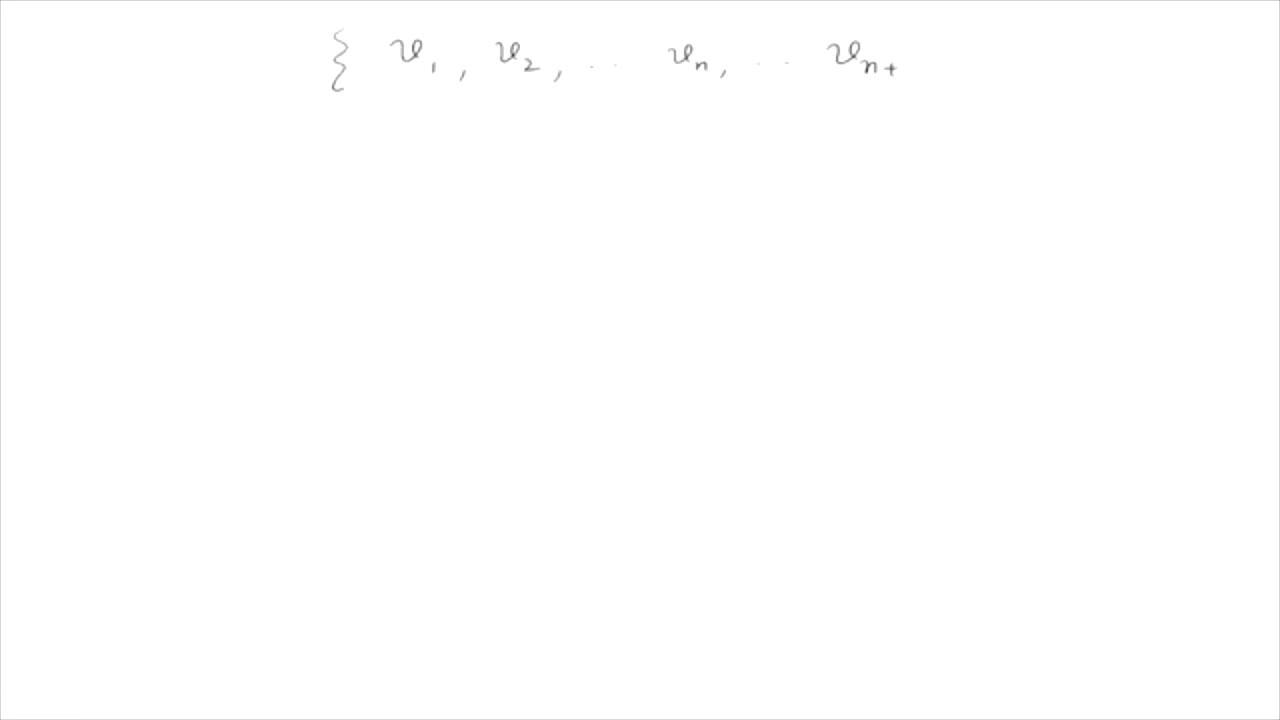 { v₁, v₂, .. vₙ, .. vₙ₊